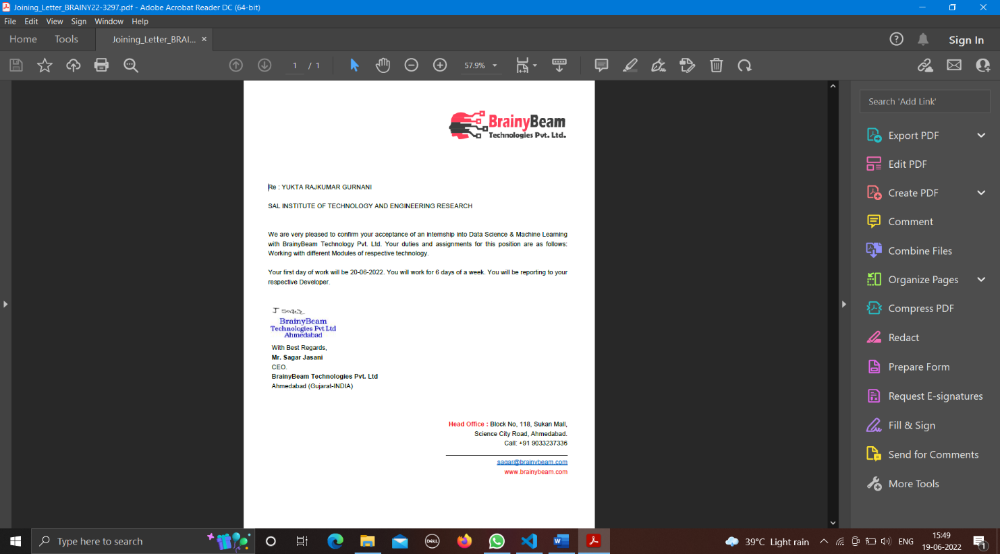 Joining_Letter_BRAINY22-3297.pdf - Adobe Acrobat Reader DC (64-bit)
File Edit View Sign Window Help
Home Tools Joining_Letter_BRAI... × Sign In
1 / 1 57.9%
BrainyBeam
Technologies Pvt. Ltd.
Re : YUKTA RAJKUMAR GURNANI
SAL INSTITUTE OF TECHNOLOGY AND ENGINEERING RESEARCH
We are very pleased to confirm your acceptance of an internship into Data Science & Machine Learning
with BrainyBeam Technology Pvt. Ltd. Your duties and assignments for this position are as follows:
Working with different Modules of respective technology.
Your first day of work will be 20-06-2022. You will work for 6 days of a week. You will be reporting to your
respective Developer.
BrainyBeam
Technologies Pvt Ltd
Ahmedabad
With Best Regards,
Mr. Sagar Jasani
CEO.
BrainyBeam Technologies Pvt. Ltd
Ahmedabad (Gujarat-INDIA)
Head Office : Block No, 118, Sukan Mall,
Science City Road, Ahmedabad.
Call: +91 9033237336
sagar@brainybeam.com
www.brainybeam.com
Search 'Add Link'
Export PDF
Edit PDF
Create PDF
Comment
Combine Files
Organize Pages
Compress PDF
Redact
Prepare Form
Request E-signatures
Fill & Sign
Send for Comments
More Tools
Type here to search
DELL
39°C Light rain
ENG
15:49
19-06-2022
1